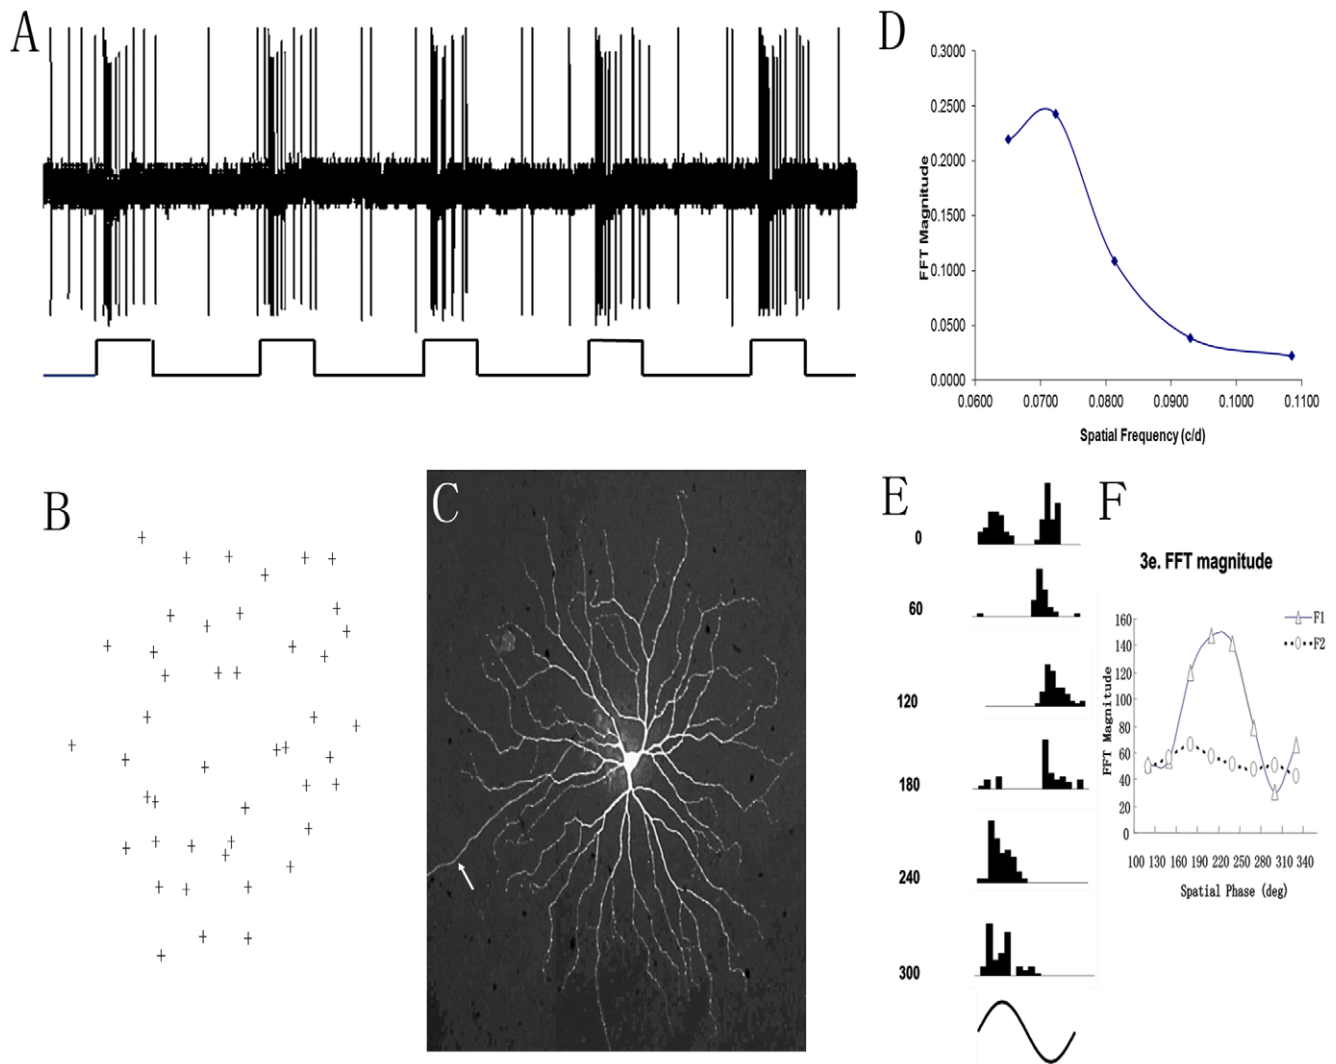 A
D
0.3000
0.2500
0.2000
0.1500
0.1000
0.0500
0.0000
FFT Magnitude
0.0600 0.0700 0.0800 0.0900 0.1000 0.1100
Spatial Frequency (c/d)
B
C
E
0
60
120
180
240
300
F
3e. FFT magnitude
160
140
120
100
80
60
40
20
0
FFT Magnitude
F1
F2
100 130 160 190 220 250 280 310 340
Spatial Phase (deg)